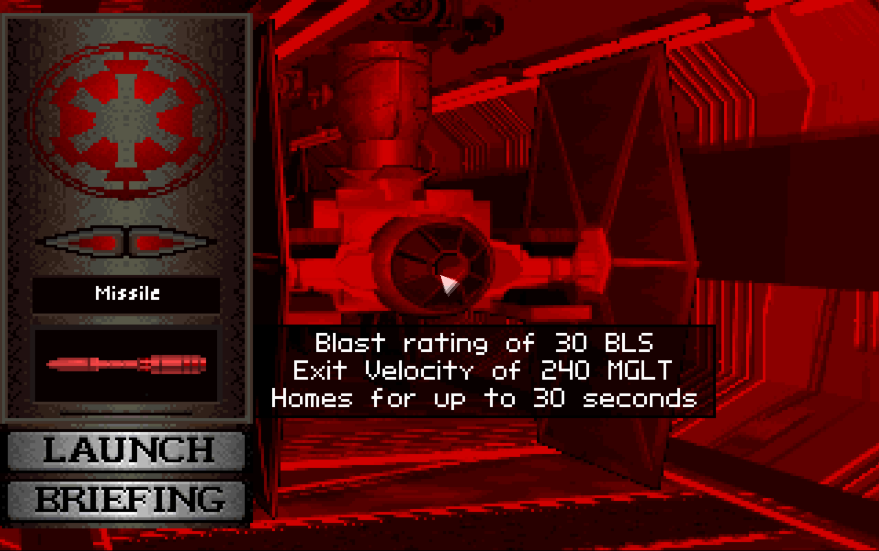 Missile
Blast rating of 30 BLS
Exit Velocity of 240 MGLT
Homes for up to 30 seconds
LAUNCH
BRIEFING